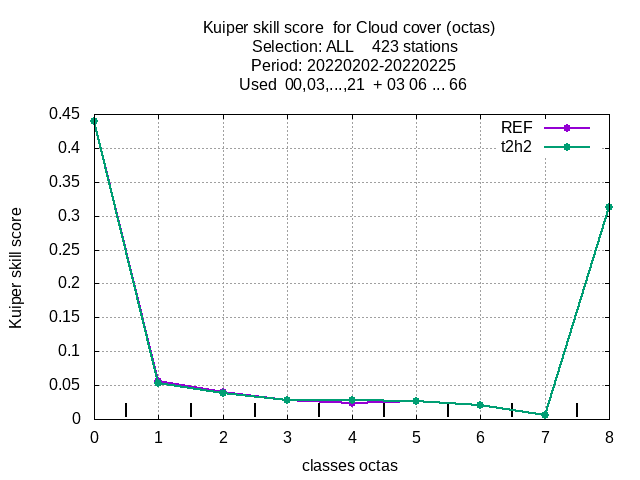 Kuiper skill score  for Cloud cover (octas)
Selection: ALL    423 stations
Period: 20220202-20220225
Used  00,03,...,21  + 03 06 ... 66
REF
t2h2
Kuiper skill score
0.45
0.4
0.35
0.3
0.25
0.2
0.15
0.1
0.05
0
0 1 2 3 4 5 6 7 8
classes octas